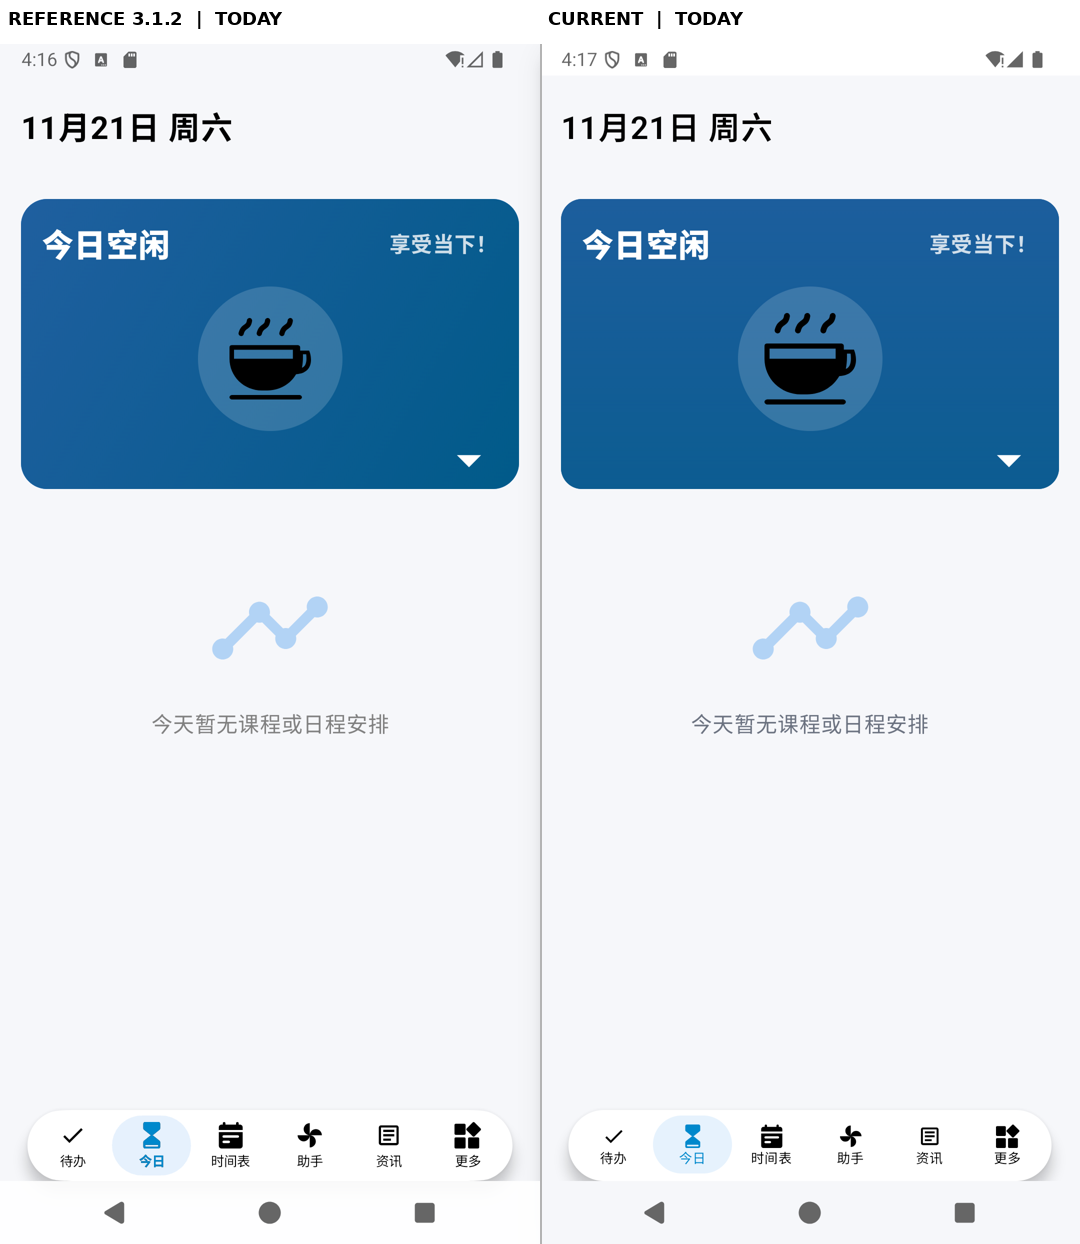 REFERENCE 3.1.2 | TODAY
4:16
A
11月21日 周六
今日空闲
享受当下!
今天暂无课程或日程安排
待办
今日
时间表
助手
资讯
更多
CURRENT | TODAY
4:17
A
11月21日 周六
今日空闲
享受当下!
今天暂无课程或日程安排
待办
今日
时间表
助手
资讯
更多